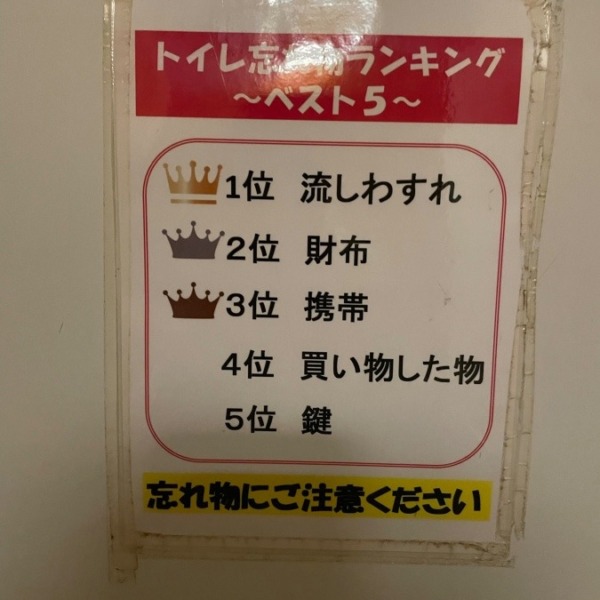 トイレ忘れ物ランキング
～ベスト５～
1位 流しわすれ
2位 財布
3位 携帯
4位 買い物した物
5位 鍵
忘れ物にご注意ください